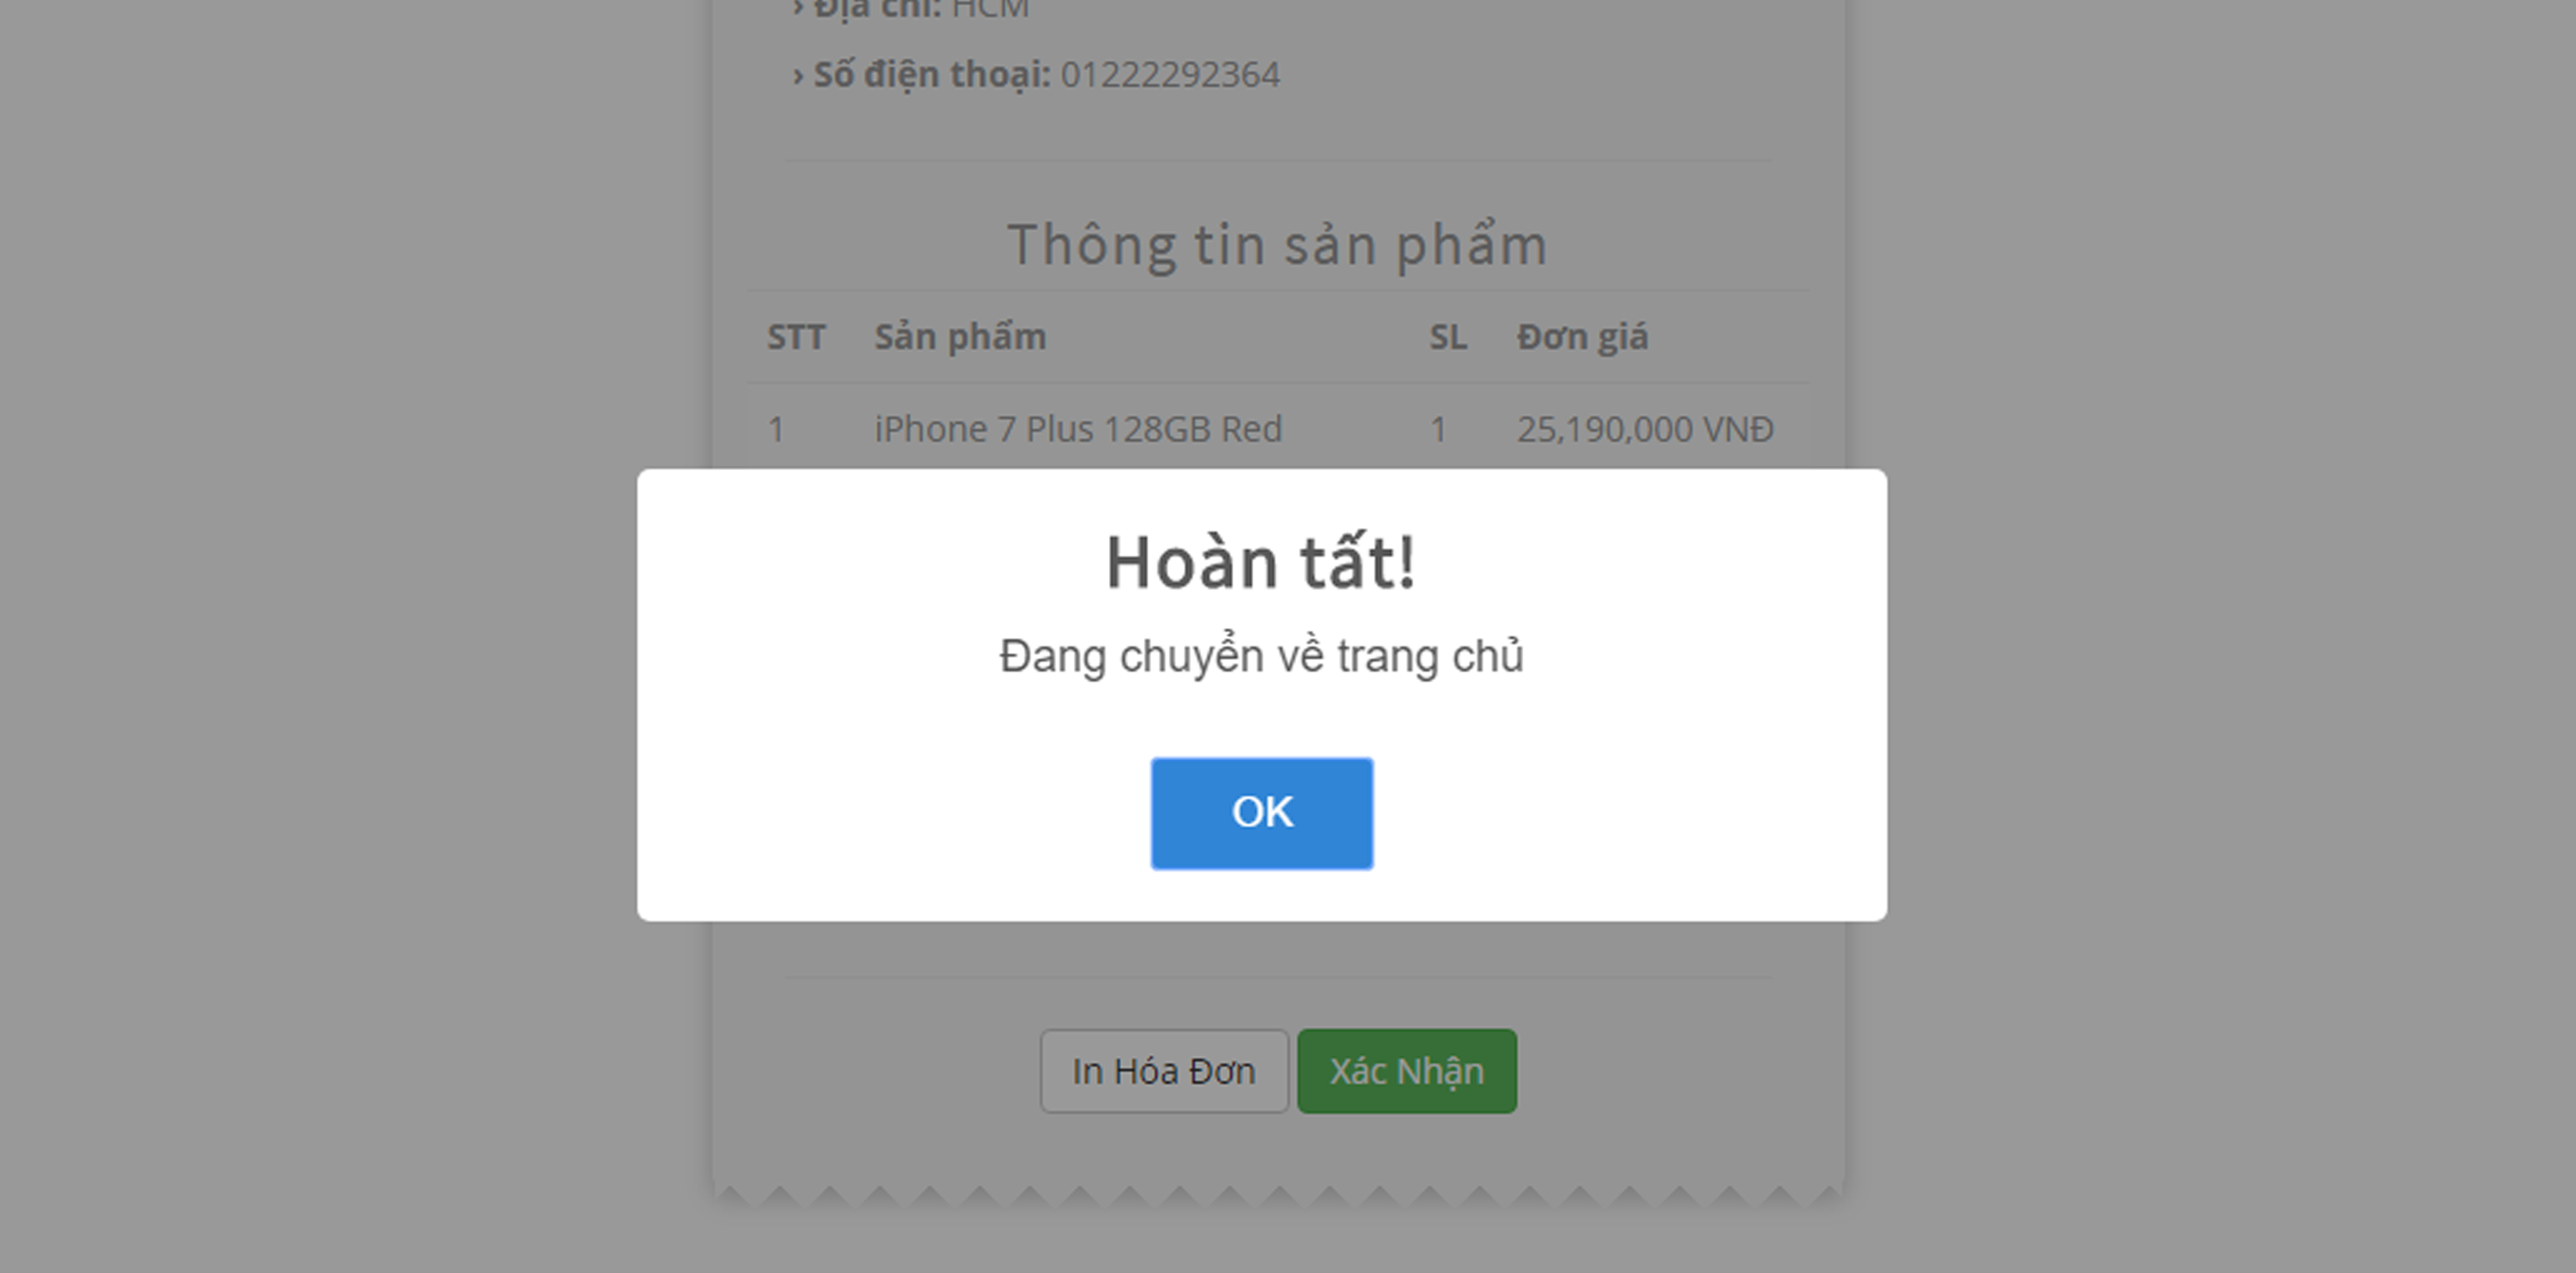 › Địa chỉ: HCM
› Số điện thoại: 01222292364
Thông tin sản phẩm
STT Sản phẩm SL Đơn giá
1 iPhone 7 Plus 128GB Red 1 25,190,000 VNĐ
Hoàn tất!
Đang chuyển về trang chủ
OK
In Hóa Đơn Xác Nhận